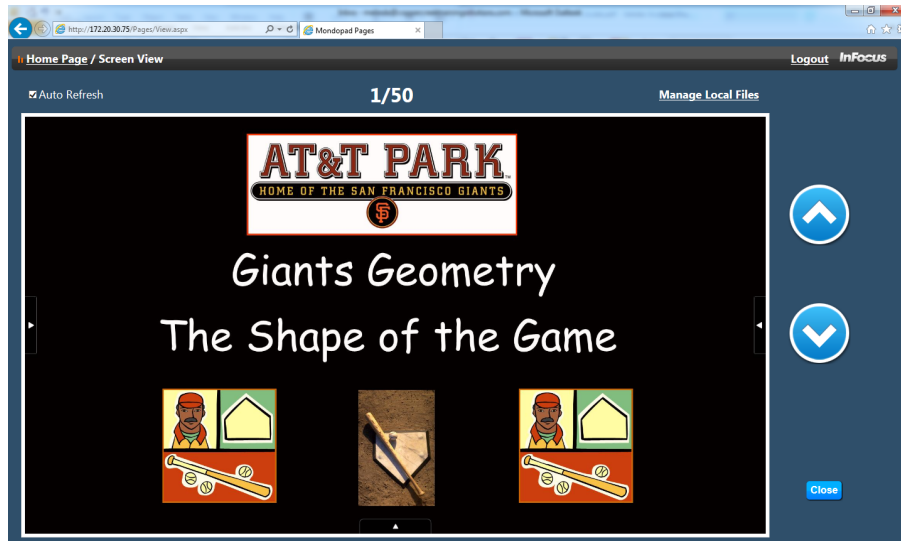 http://172.20.30.75/Pages/View.aspx
Mondopad Pages
Home Page / Screen View
Logout InFocus
Auto Refresh
1/50
Manage Local Files
AT&T PARK
HOME OF THE SAN FRANCISCO GIANTS
SF
Giants Geometry
The Shape of the Game
Close